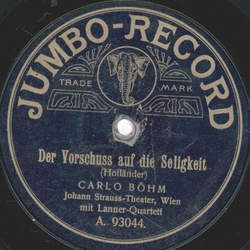 JUMBO-RECORD
TRADE MARK
Der Vorschuss auf die Seligkeit
(Holländer)
CARLO BÖHM
Johann Strauss-Theater, Wien
mit Lanner-Quartett
A. 93044.